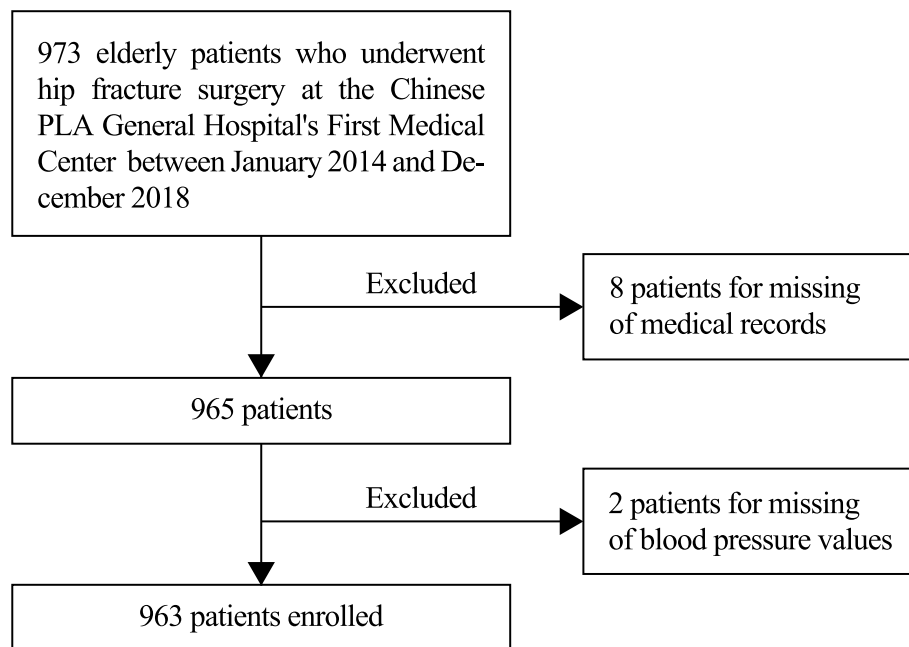 973 elderly patients who underwent
hip fracture surgery at the Chinese
PLA General Hospital's First Medical
Center between January 2014 and De-
cember 2018
Excluded
8 patients for missing
of medical records
965 patients
Excluded
2 patients for missing
of blood pressure values
963 patients enrolled